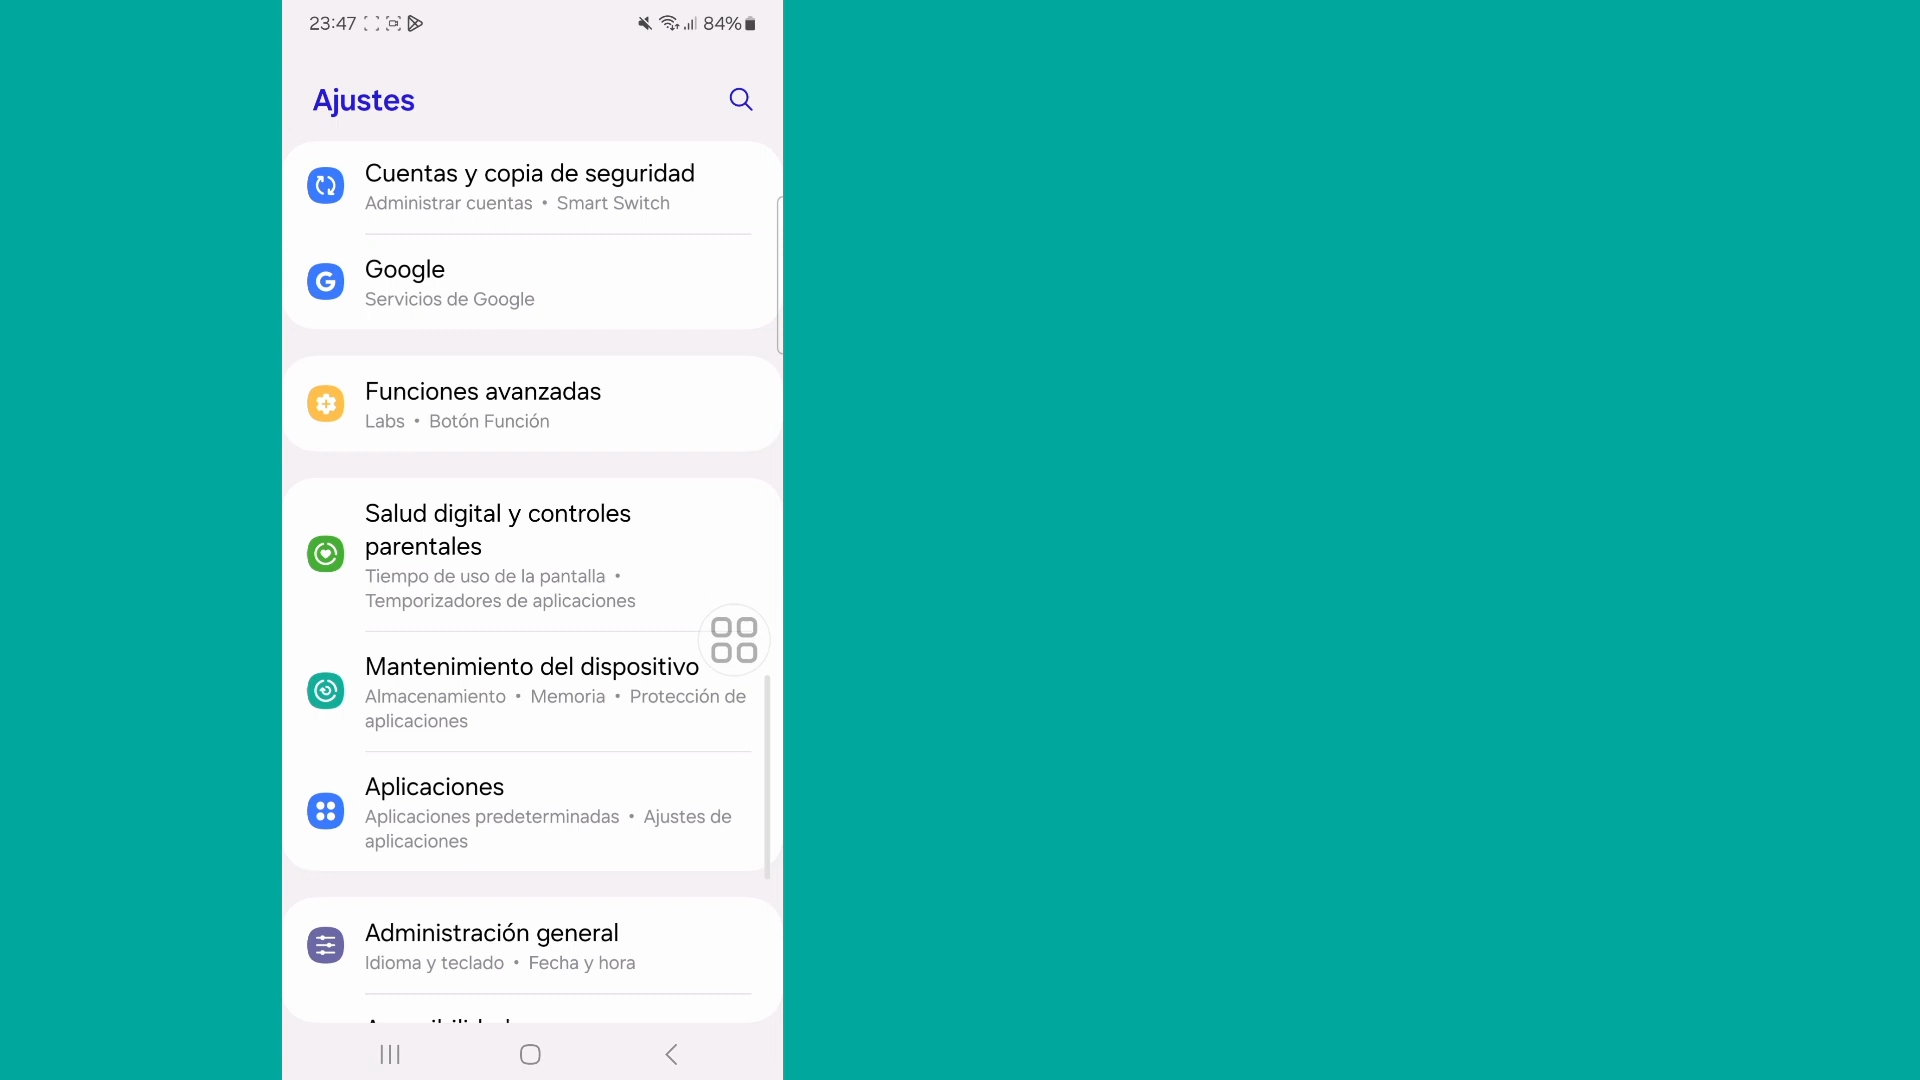 23:47
84%
Ajustes
Cuentas y copia de seguridad
Administrar cuentas • Smart Switch
Google
Servicios de Google
Funciones avanzadas
Labs • Botón Función
Salud digital y controles
parentales
Tiempo de uso de la pantalla •
Temporizadores de aplicaciones
Mantenimiento del dispositivo
Almacenamiento • Memoria • Protección de
aplicaciones
Aplicaciones
Aplicaciones predeterminadas • Ajustes de
aplicaciones
Administración general
Idioma y teclado • Fecha y hora